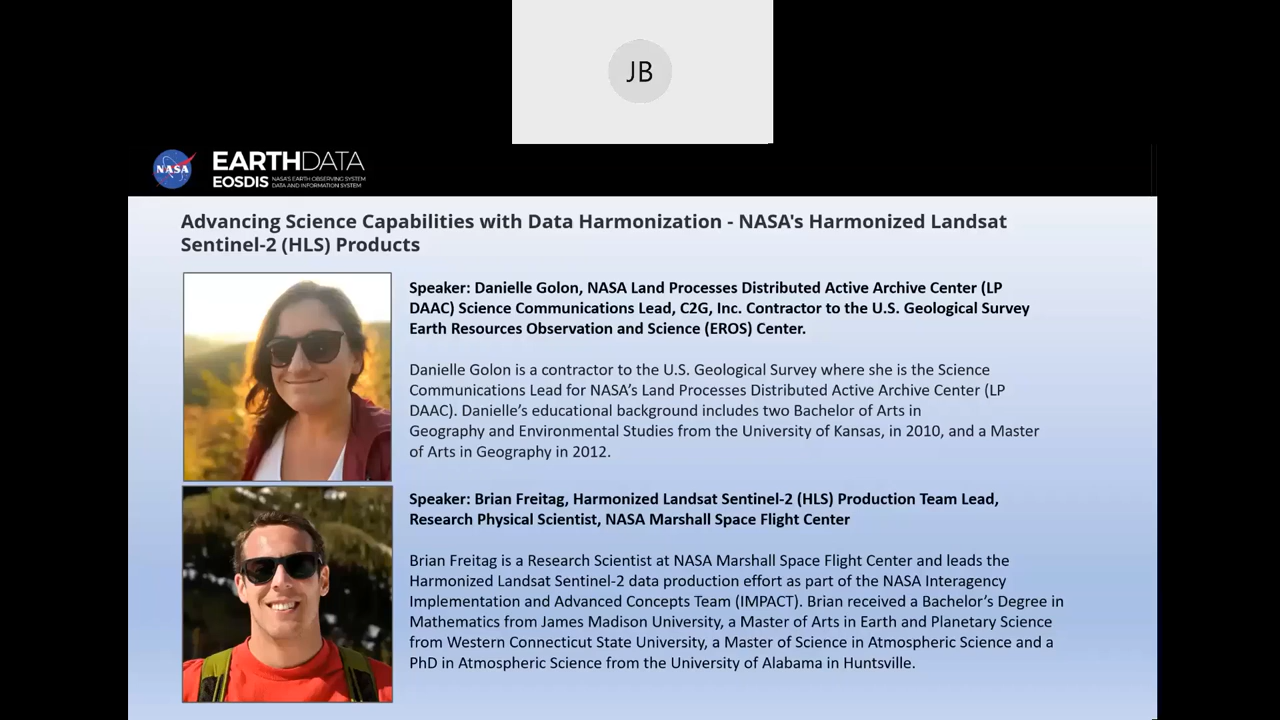 JB
NASA
EARTHDATA
EOSDIS NASA'S EARTH OBSERVING SYSTEM
DATA AND INFORMATION SYSTEM
Advancing Science Capabilities with Data Harmonization - NASA's Harmonized Landsat
Sentinel-2 (HLS) Products
Speaker: Danielle Golon, NASA Land Processes Distributed Active Archive Center (LP
DAAC) Science Communications Lead, C2G, Inc. Contractor to the U.S. Geological Survey
Earth Resources Observation and Science (EROS) Center.
Danielle Golon is a contractor to the U.S. Geological Survey where she is the Science
Communications Lead for NASA’s Land Processes Distributed Active Archive Center (LP
DAAC). Danielle’s educational background includes two Bachelor of Arts in
Geography and Environmental Studies from the University of Kansas, in 2010, and a Master
of Arts in Geography in 2012.
Speaker: Brian Freitag, Harmonized Landsat Sentinel-2 (HLS) Production Team Lead,
Research Physical Scientist, NASA Marshall Space Flight Center
Brian Freitag is a Research Scientist at NASA Marshall Space Flight Center and leads the
Harmonized Landsat Sentinel-2 data production effort as part of the NASA Interagency
Implementation and Advanced Concepts Team (IMPACT). Brian received a Bachelor’s Degree in
Mathematics from James Madison University, a Master of Arts in Earth and Planetary Science
from Western Connecticut State University, a Master of Science in Atmospheric Science and a
PhD in Atmospheric Science from the University of Alabama in Huntsville.